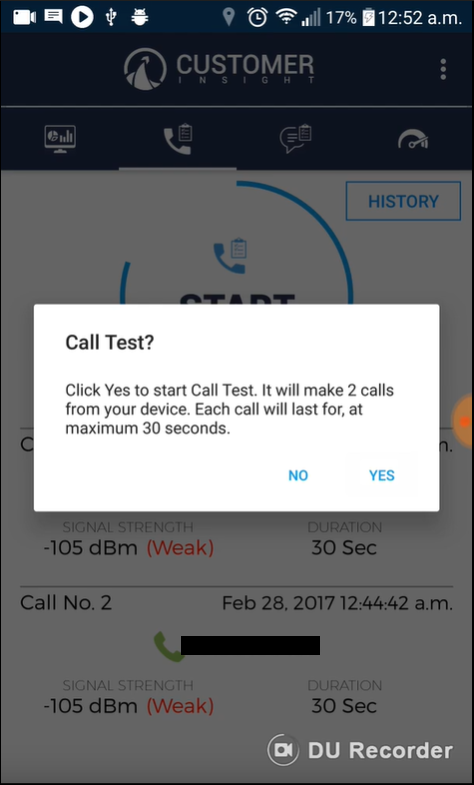 17% 12:52 a.m.
CUSTOMER
INSIGHT
HISTORY
START
Call Test?
Click Yes to start Call Test. It will make 2 calls
from your device. Each call will last for, at
maximum 30 seconds.
NO YES
SIGNAL STRENGTH DURATION
-105 dBm (Weak) 30 Sec
Call No. 2 Feb 28, 2017 12:44:42 a.m.
SIGNAL STRENGTH DURATION
-105 dBm (Weak) 30 Sec
DU Recorder